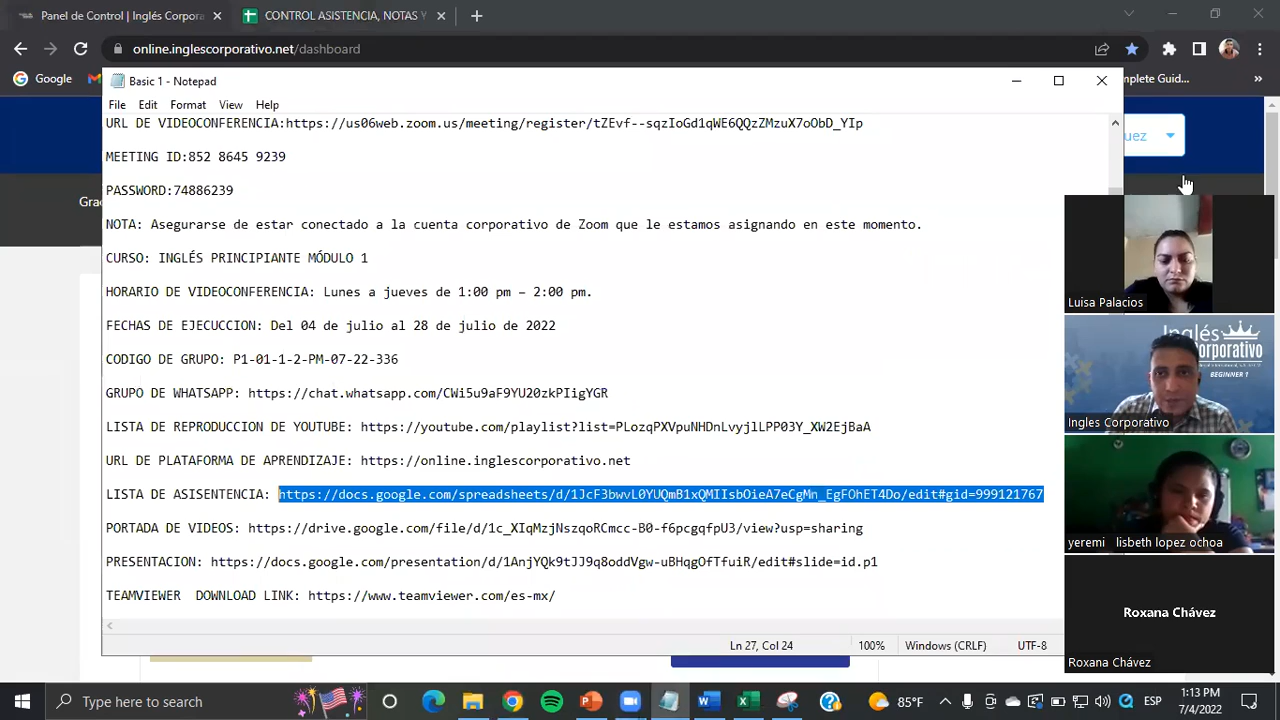 Panel de Control | Inglés Corpora
CONTROL ASISTENCIA, NOTAS Y
online.inglescorporativo.net/dashboard
Google
mplete Guid...
Basic 1 - Notepad
File Edit Format View Help
URL DE VIDEOCONFERENCIA:https://us06web.zoom.us/meeting/register/tZEvf--sqzIoGd1qWE6QQzZMzuX7oObD_YIp
MEETING ID:852 8645 9239
PASSWORD:74886239
NOTA: Asegurarse de estar conectado a la cuenta corporativo de Zoom que le estamos asignando en este momento.
CURSO: INGLÉS PRINCIPIANTE MÓDULO 1
HORARIO DE VIDEOCONFERENCIA: Lunes a jueves de 1:00 pm – 2:00 pm.
FECHAS DE EJECUCCION: Del 04 de julio al 28 de julio de 2022
CODIGO DE GRUPO: P1-01-1-2-PM-07-22-336
GRUPO DE WHATSAPP: https://chat.whatsapp.com/CWi5u9aF9YU20zkPIigYGR
LISTA DE REPRODUCCION DE YOUTUBE: https://youtube.com/playlist?list=PLozqPXVpuNHDnLvyjlLPP03Y_XW2EjBaA
URL DE PLATAFORMA DE APRENDIZAJE: https://online.inglescorporativo.net
LISTA DE ASISENTENCIA: https://docs.google.com/spreadsheets/d/1JcF3bwvL0YUQmB1xQMIIsbOieA7eCgMn_EgFOhET4Do/edit#gid=999121767
PORTADA DE VIDEOS: https://drive.google.com/file/d/1c_XIqMzjNszqoRCmcc-B0-f6pcgqfpU3/view?usp=sharing
PRESENTACION: https://docs.google.com/presentation/d/1AnjYQk9tJJ9q8oddVgw-uBHqgOfTfuiR/edit#slide=id.p1
TEAMVIEWER DOWNLOAD LINK: https://www.teamviewer.com/es-mx/
Ln 27, Col 24
100%
Windows (CRLF)
UTF-8
uez
Grac
Luisa Palacios
Inglés
Corporativo
BEGINNER 1
Ingles Corporativo
yeremi lisbeth lopez ochoa
Roxana Chávez
Roxana Chávez
Type here to search
85°F
ESP
1:13 PM
7/4/2022